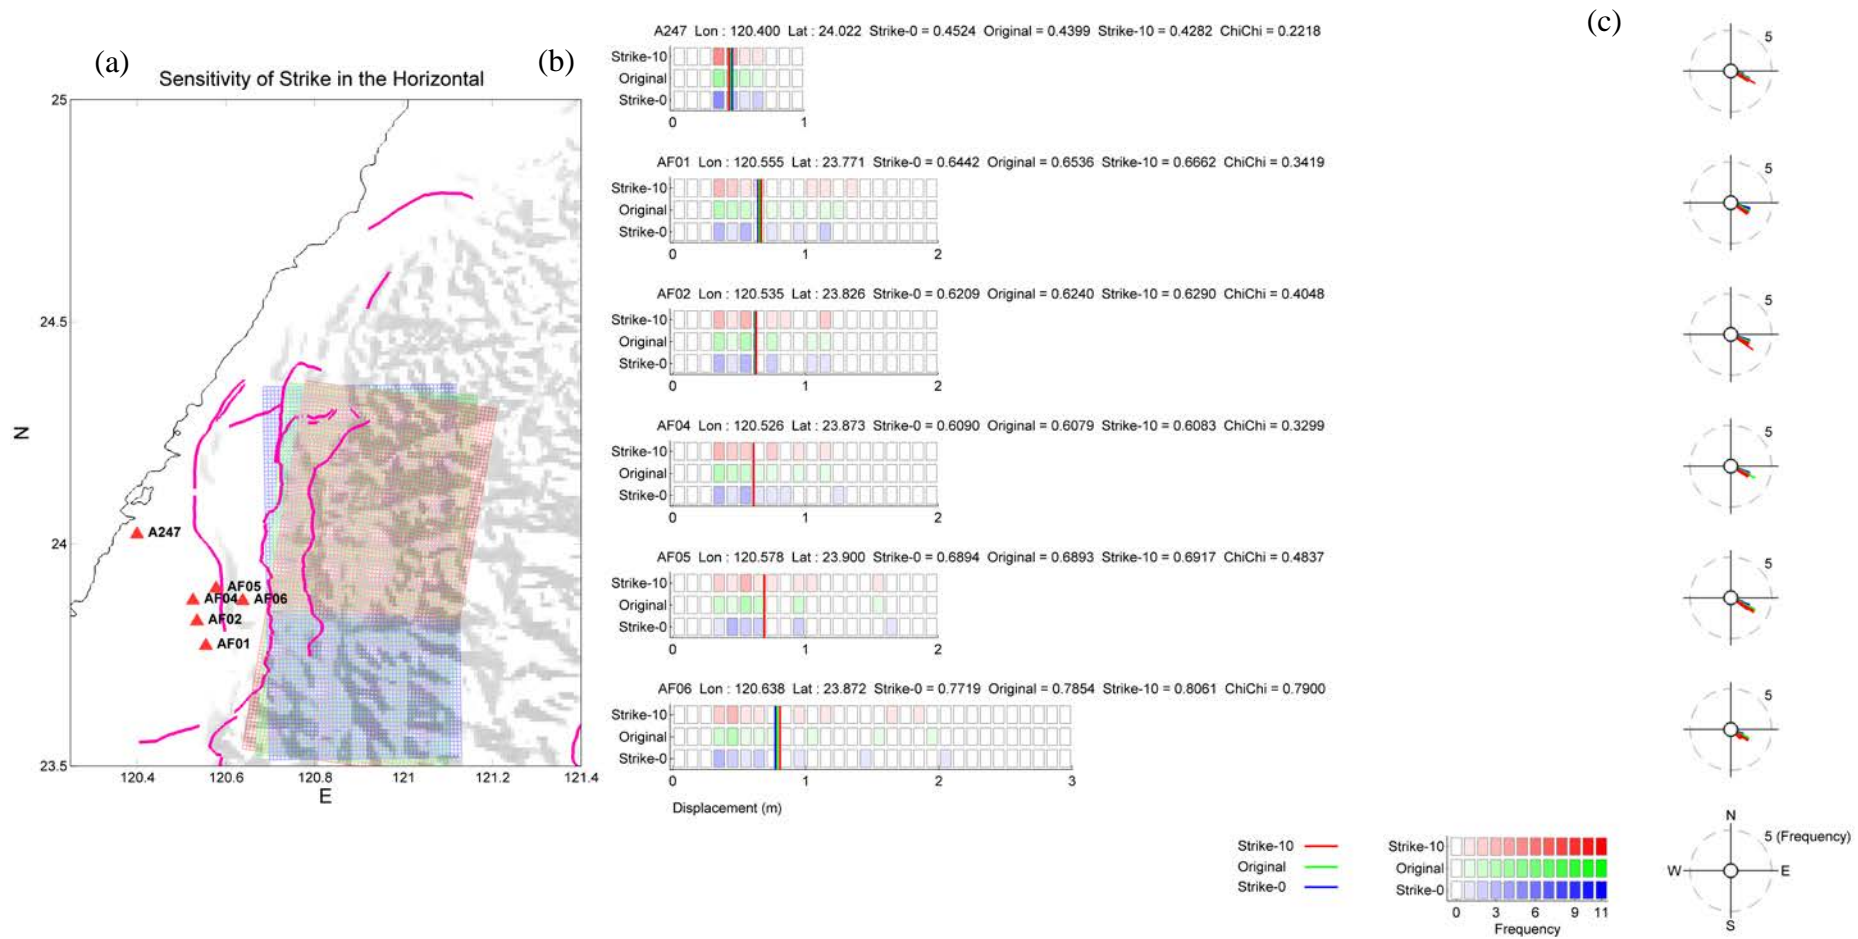 (a)
Sensitivity of Strike in the Horizontal
25
24.5
N
24
23.5
120.4 120.6 120.8 121 121.2 121.4
E
A247
AF05
AF04 AF06
AF02
AF01
(b)
A247 Lon : 120.400 Lat : 24.022 Strike-0 = 0.4524 Original = 0.4399 Strike-10 = 0.4282 ChiChi = 0.2218
Strike-10
Original
Strike-0
0 1
AF01 Lon : 120.555 Lat : 23.771 Strike-0 = 0.6442 Original = 0.6536 Strike-10 = 0.6662 ChiChi = 0.3419
Strike-10
Original
Strike-0
0 1 2
AF02 Lon : 120.535 Lat : 23.826 Strike-0 = 0.6209 Original = 0.6240 Strike-10 = 0.6290 ChiChi = 0.4048
Strike-10
Original
Strike-0
0 1 2
AF04 Lon : 120.526 Lat : 23.873 Strike-0 = 0.6090 Original = 0.6079 Strike-10 = 0.6083 ChiChi = 0.3299
Strike-10
Original
Strike-0
0 1 2
AF05 Lon : 120.578 Lat : 23.900 Strike-0 = 0.6894 Original = 0.6893 Strike-10 = 0.6917 ChiChi = 0.4837
Strike-10
Original
Strike-0
0 1 2
AF06 Lon : 120.638 Lat : 23.872 Strike-0 = 0.7719 Original = 0.7854 Strike-10 = 0.8061 ChiChi = 0.7900
Strike-10
Original
Strike-0
0 1 2 3
Displacement (m)
Strike-10
Original
Strike-0
Strike-10
Original
Strike-0
0 3 6 9 11
Frequency
(c)
5
5
5
5
5
5
N
5 (Frequency)
W E
S